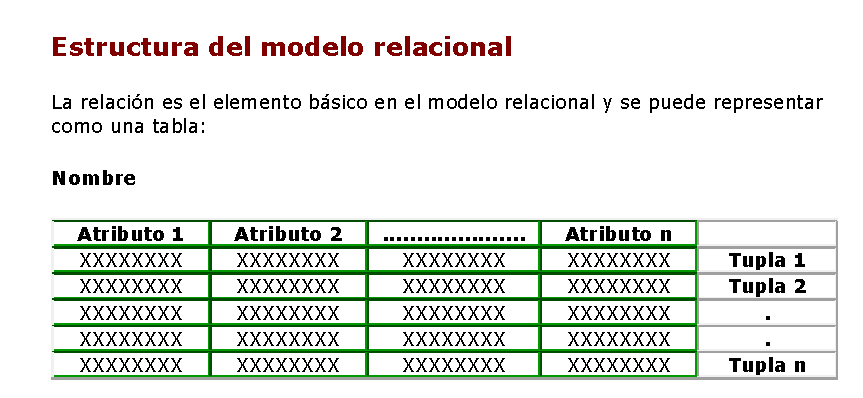 Estructura del modelo relacional
La relación es el elemento básico en el modelo relacional y se puede representar
como una tabla:
Nombre
Atributo 1 Atributo 2 ..................... Atributo n
XXXXXXXX XXXXXXXX XXXXXXXX XXXXXXXX Tupla 1
XXXXXXXX XXXXXXXX XXXXXXXX XXXXXXXX Tupla 2
XXXXXXXX XXXXXXXX XXXXXXXX XXXXXXXX .
XXXXXXXX XXXXXXXX XXXXXXXX XXXXXXXX .
XXXXXXXX XXXXXXXX XXXXXXXX XXXXXXXX Tupla n